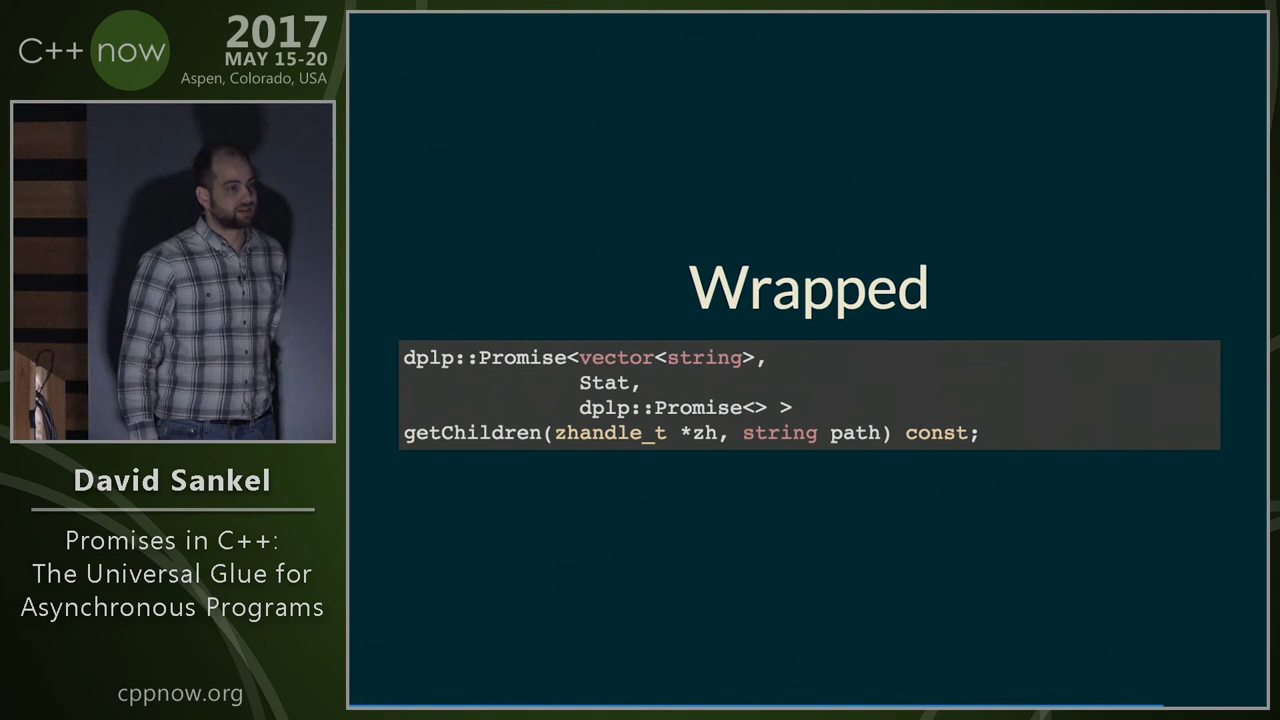 C++ now
2017
MAY 15-20
Aspen, Colorado, USA
David Sankel
Promises in C++:
The Universal Glue for
Asynchronous Programs
cppnow.org
Wrapped
dplp::Promise<vector<string>,
Stat,
dplp::Promise<> >
getChildren(zhandle_t *zh, string path) const;